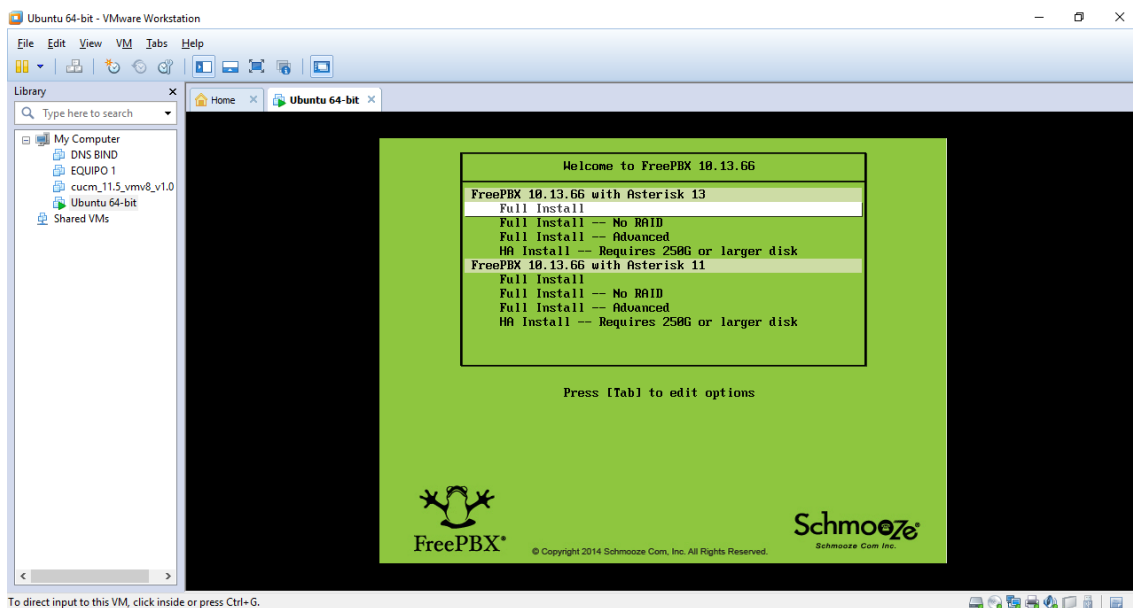 Ubuntu 64-bit - VMware Workstation
File Edit View VM Tabs Help
Library
Type here to search
My Computer
DNS BIND
EQUIPO 1
cucm_11.5_vmv8_v1.0
Ubuntu 64-bit
Shared VMs
Home
Ubuntu 64-bit
Welcome to FreePBX 10.13.66
FreePBX 10.13.66 with Asterisk 13
Full Install
Full Install -- No RAID
Full Install -- Advanced
HA Install -- Requires 250G or larger disk
FreePBX 10.13.66 with Asterisk 11
Full Install
Full Install -- No RAID
Full Install -- Advanced
HA Install -- Requires 250G or larger disk
Press [Tab] to edit options
FreePBX®
© Copyright 2014 Schmooze Com, Inc. All Rights Reserved.
Schmooze
Schmooze Com Inc.
To direct input to this VM, click inside or press Ctrl+G.